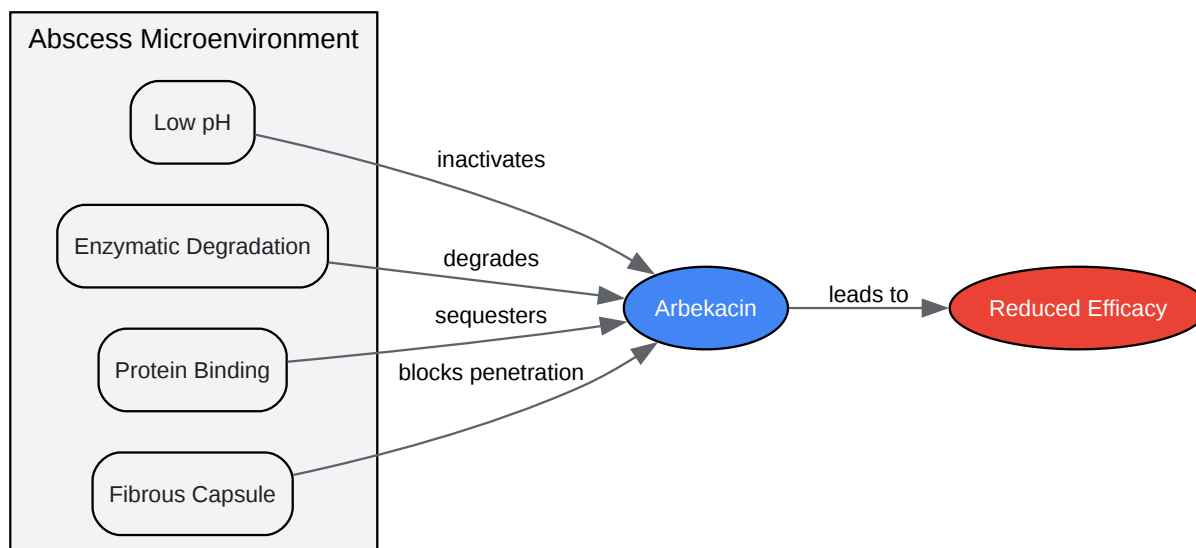 Abscess Microenvironment
Low pH
inactivates
Enzymatic Degradation
degrades
Arbekacin
leads to
Reduced Efficacy
sequesters
Protein Binding
blocks penetration
Fibrous Capsule